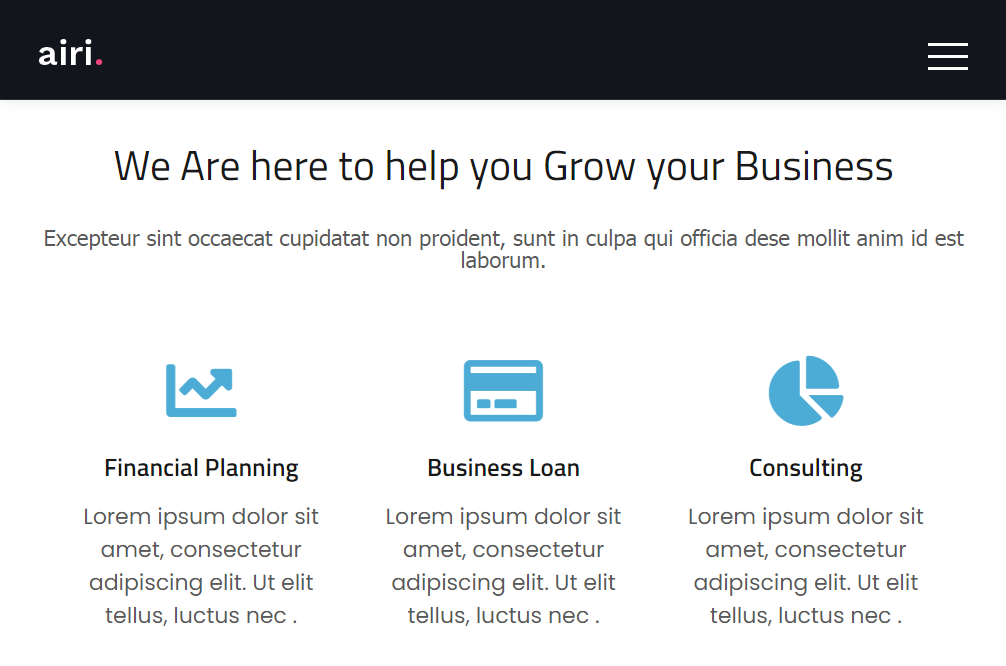 airi.
We Are here to help you Grow your Business
Excepteur sint occaecat cupidatat non proident, sunt in culpa qui officia dese mollit anim id est
laborum.
Financial Planning
Lorem ipsum dolor sit
amet, consectetur
adipiscing elit. Ut elit
tellus, luctus nec .
Business Loan
Lorem ipsum dolor sit
amet, consectetur
adipiscing elit. Ut elit
tellus, luctus nec .
Consulting
Lorem ipsum dolor sit
amet, consectetur
adipiscing elit. Ut elit
tellus, luctus nec .